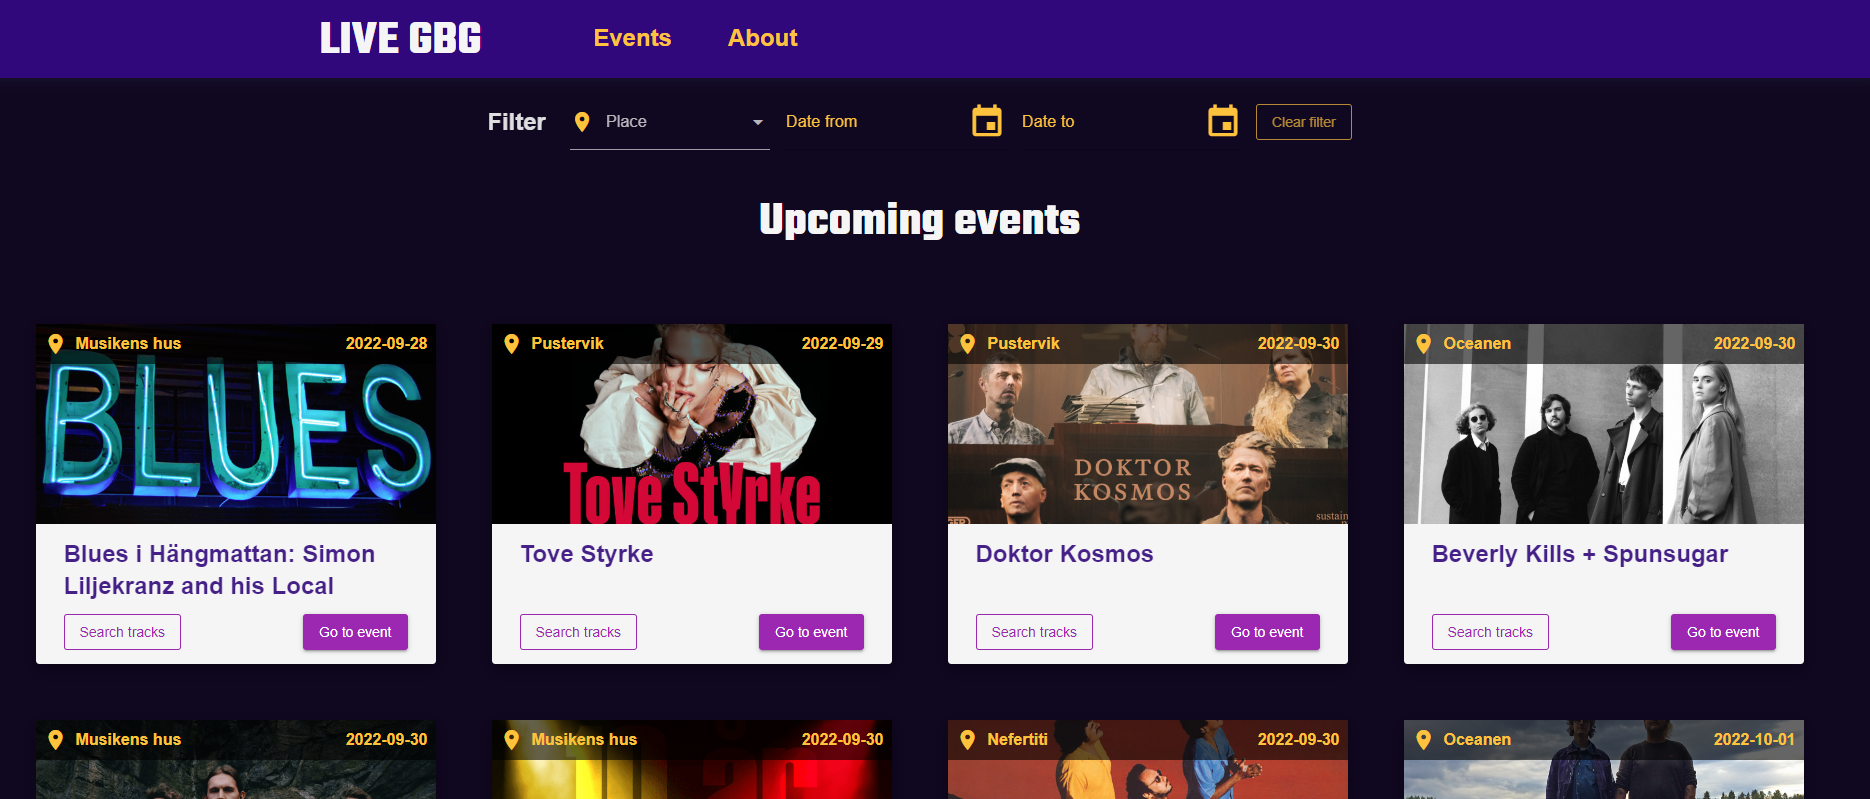 LIVE GBG
Events
About
Filter
Place
Date from
Date to
Clear filter
Upcoming events
Musikens hus
2022-09-28
BLUES
Blues i Hängmattan: Simon
Liljekranz and his Local
Search tracks
Go to event
Pustervik
2022-09-29
Tove StYrke
Tove Styrke
Search tracks
Go to event
Pustervik
2022-09-30
DOKTOR
KOSMOS
Doktor Kosmos
Search tracks
Go to event
Oceanen
2022-09-30
Beverly Kills + Spunsugar
Search tracks
Go to event
Musikens hus
2022-09-30
Musikens hus
2022-09-30
Nefertiti
2022-09-30
Oceanen
2022-10-01